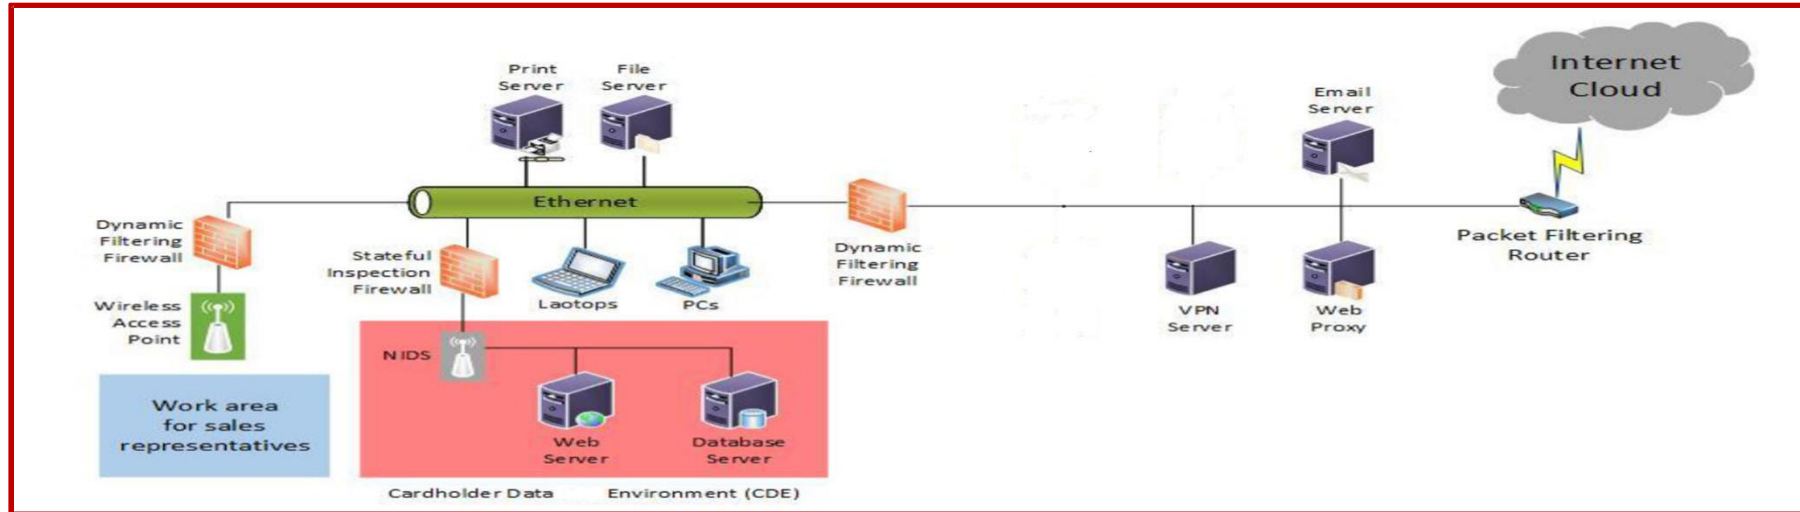 Print
Server
File
Server
Email
Server
Internet
Cloud
Ethernet
Dynamic
Filtering
Firewall
Stateful
Inspection
Firewall
Laotops
PCs
Dynamic
Filtering
Firewall
Packet Filtering
Router
Wireless
Access
Point
NIDS
VPN
Server
Web
Proxy
Work area
for sales
representatives
Web
Server
Database
Server
Cardholder Data Environment (CDE)